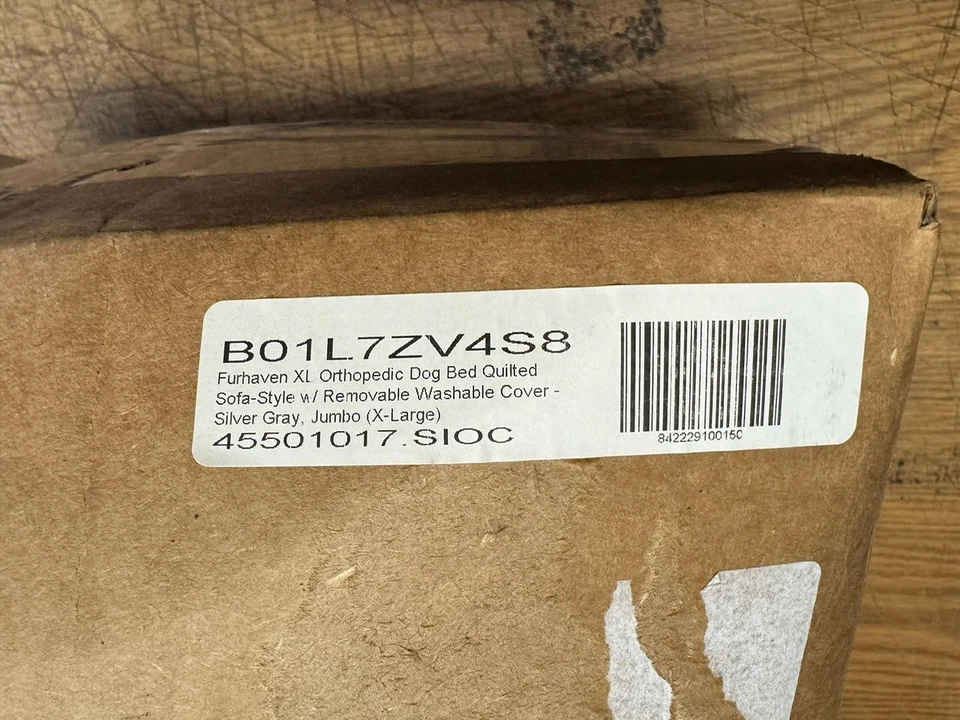 B01L7ZV4S8
Furhaven XL Orthopedic Dog Bed Quilted
Sofa-Style w/ Removable Washable Cover -
Silver Gray, Jumbo (X-Large)
45501017.SIOC
842229100150